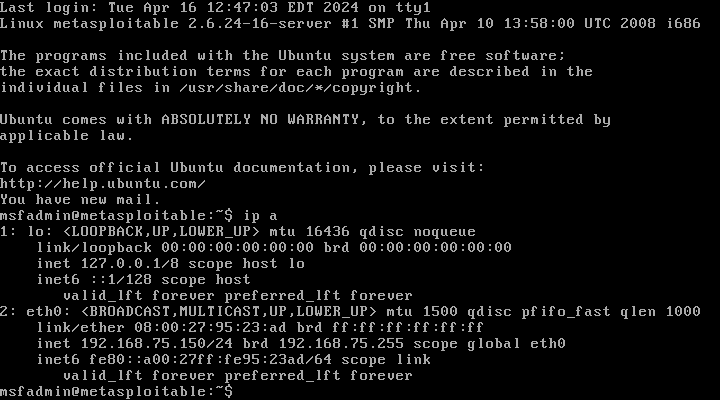 Last login: Tue Apr 16 12:47:03 EDT 2024 on tty1
Linux metasploitable 2.6.24-16-server #1 SMP Thu Apr 10 13:58:00 UTC 2008 i686

The programs included with the Ubuntu system are free software;
the exact distribution terms for each program are described in the
individual files in /usr/share/doc/*/copyright.

Ubuntu comes with ABSOLUTELY NO WARRANTY, to the extent permitted by
applicable law.

To access official Ubuntu documentation, please visit:
http://help.ubuntu.com/
You have new mail.
msfadmin@metasploitable:~$ ip a
1: lo: <LOOPBACK,UP,LOWER_UP> mtu 16436 qdisc noqueue
    link/loopback 00:00:00:00:00:00 brd 00:00:00:00:00:00
    inet 127.0.0.1/8 scope host lo
    inet6 ::1/128 scope host
       valid_lft forever preferred_lft forever
2: eth0: <BROADCAST,MULTICAST,UP,LOWER_UP> mtu 1500 qdisc pfifo_fast qlen 1000
    link/ether 08:00:27:95:23:ad brd ff:ff:ff:ff:ff:ff
    inet 192.168.75.150/24 brd 192.168.75.255 scope global eth0
    inet6 fe80::a00:27ff:fe95:23ad/64 scope link
       valid_lft forever preferred_lft forever
msfadmin@metasploitable:~$